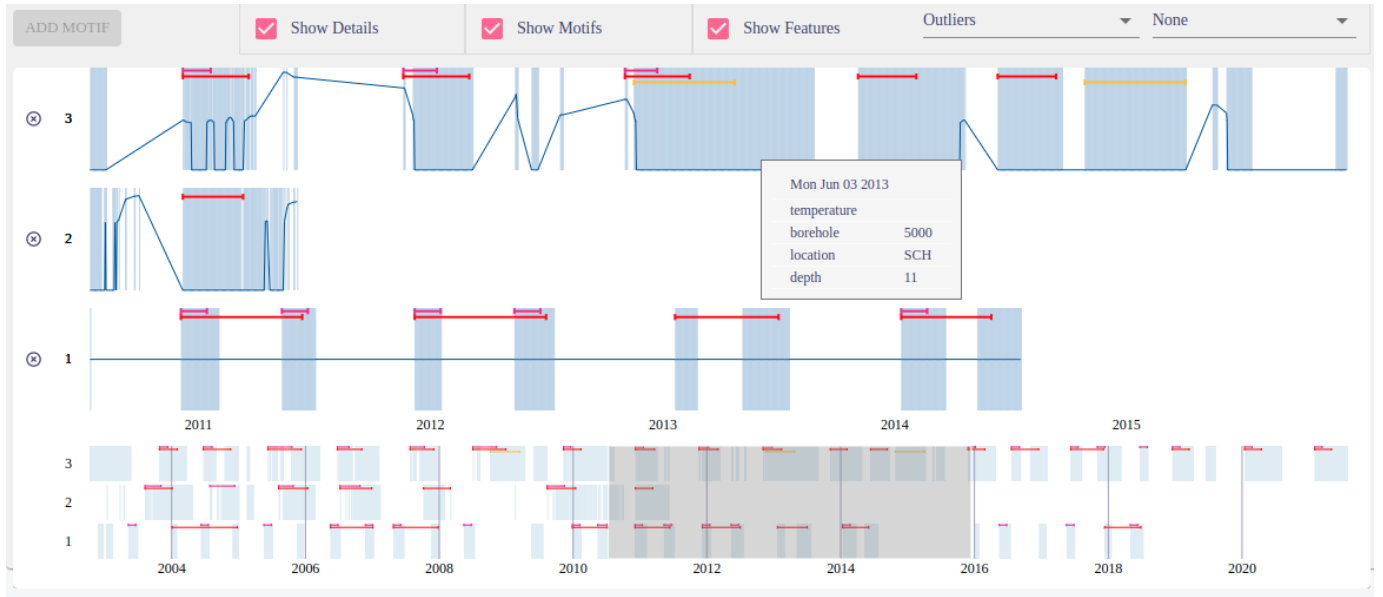 ADD MOTIF Show Details Show Motifs Show Features Outliers None
3
Mon Jun 03 2013
temperature
borehole 5000
location SCH
depth 11
2
1
2011 2012 2013 2014 2015
3
2
1
2004 2006 2008 2010 2012 2014 2016 2018 2020